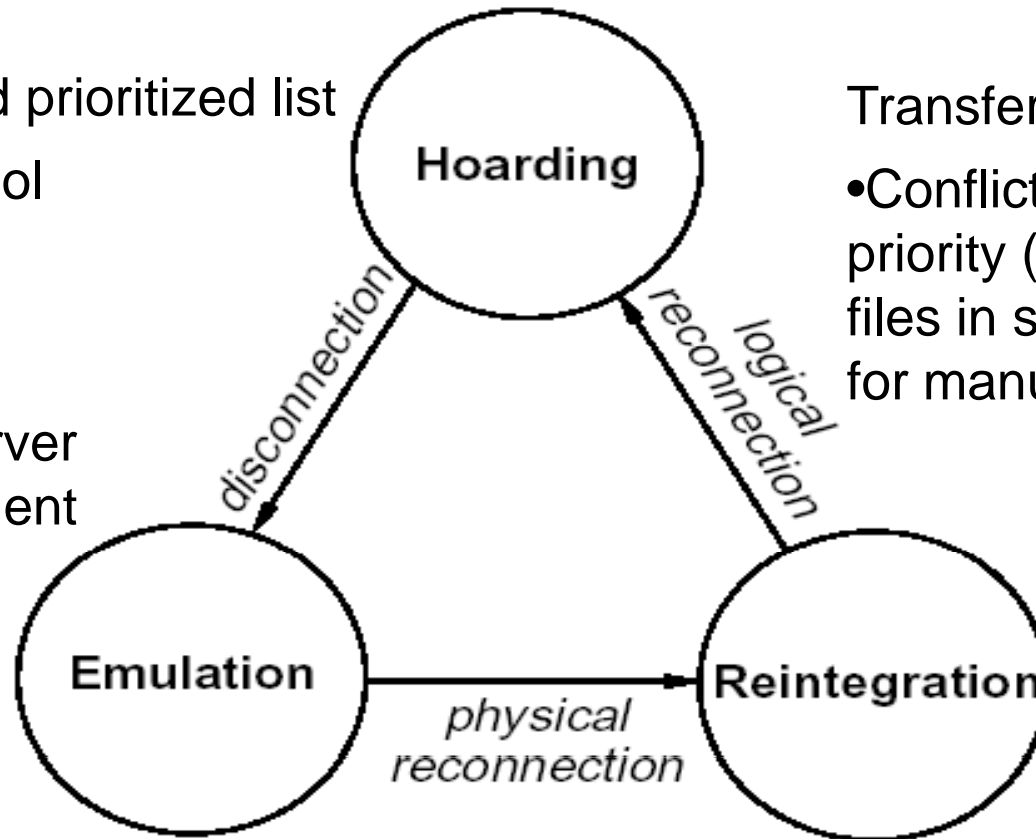 d prioritized list
ol
rver
ent
Hoarding
disconnection
logical
reconnection
Emulation
physical
reconnection
Reintegration
Transfer
•Conflict
priority (
files in s
for manu